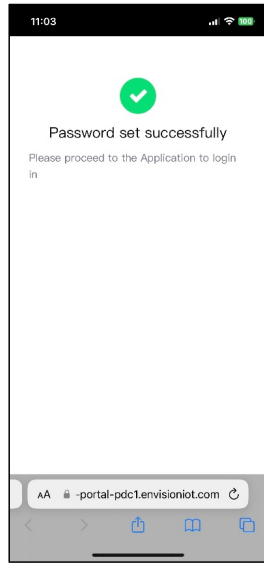 11:03
100
Password set successfully
Please proceed to the Application to login
in
AA -portal-pdc1.envisioniot.com